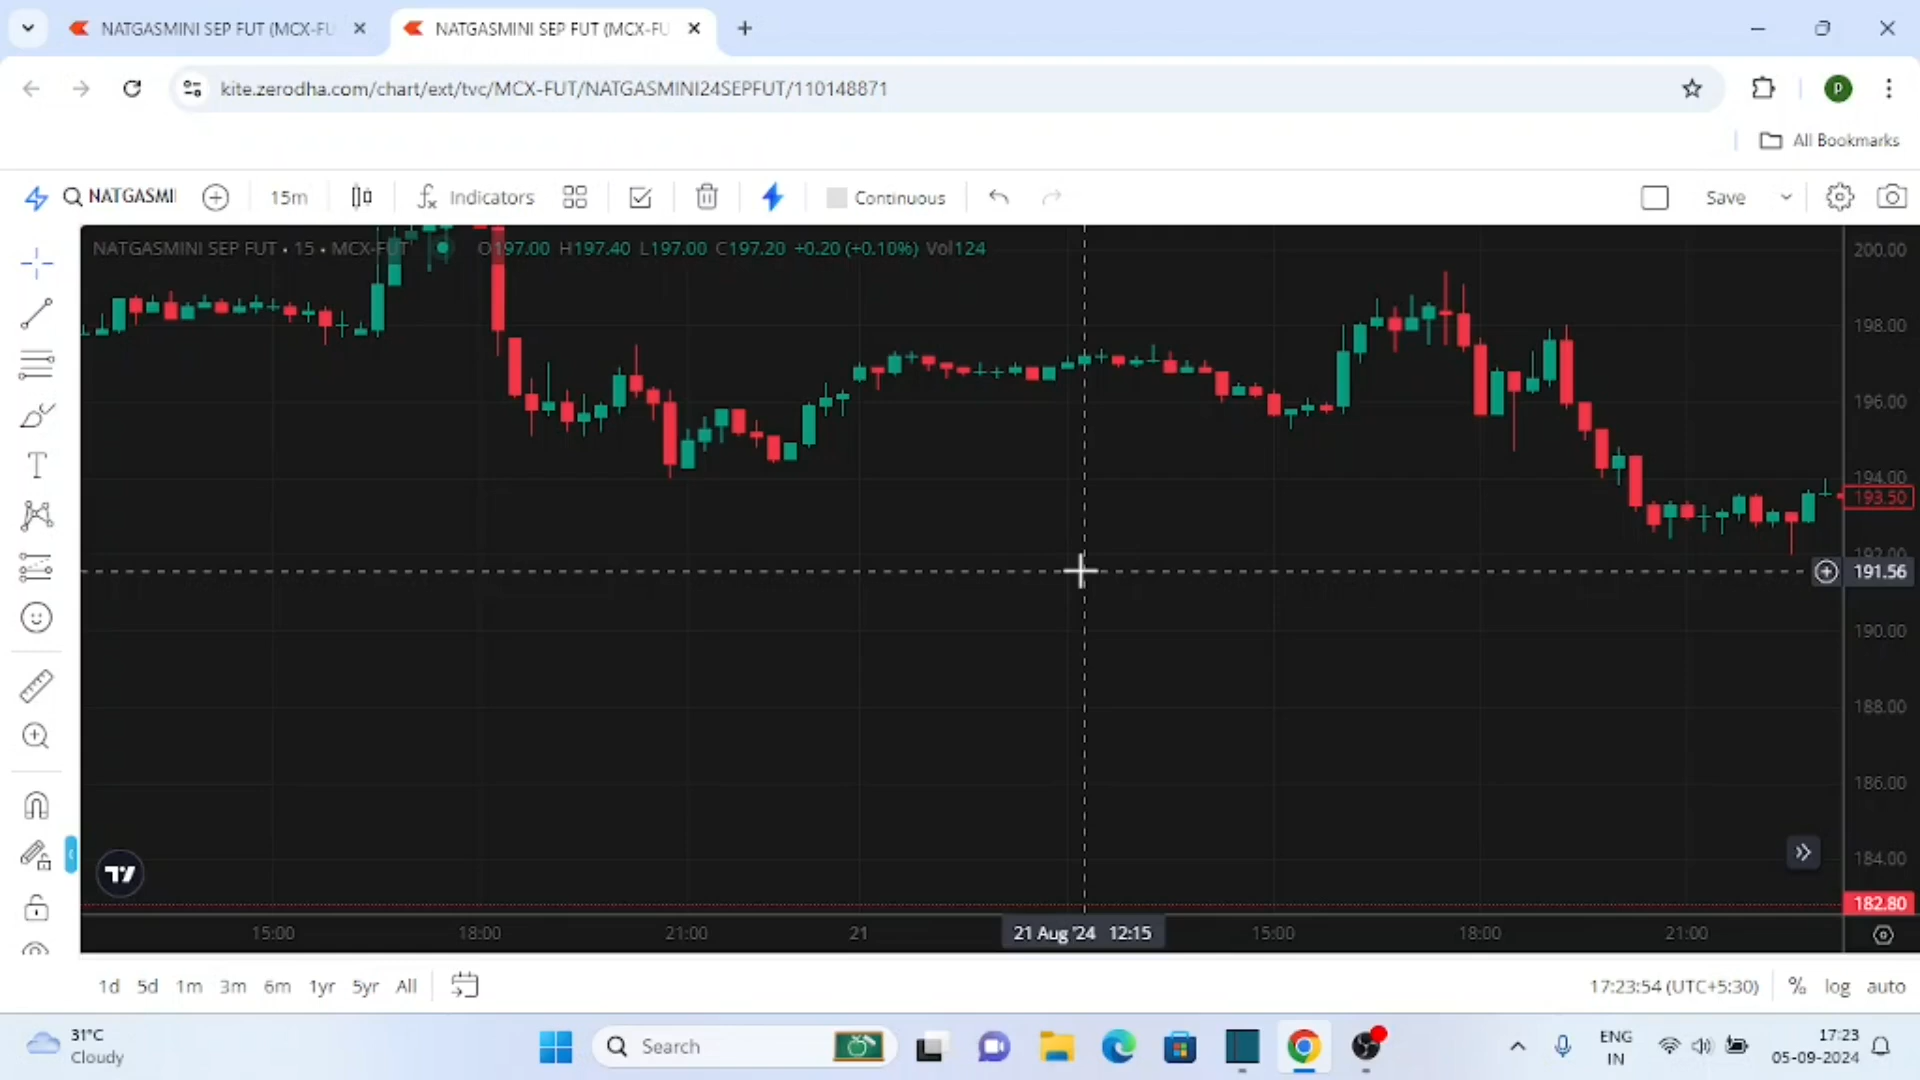 NATGASMINI SEP FUT (MCX-FU
NATGASMINI SEP FUT (MCX-FU
kite.zerodha.com/chart/ext/tvc/MCX-FUT/NATGASMINI24SEPFUT/110148871
P
All Bookmarks
NATGASMI
15m
Indicators
Continuous
Save
NATGASMINI SEP FUT • 15 • MCX-FUT
O197.00 H197.40 L197.00 C197.20 +0.20 (+0.10%) Vol124
200.00
198.00
196.00
194.00
193.50
192.00
191.56
190.00
188.00
186.00
184.00
182.80
15:00
18:00
21:00
21
21 Aug '24 12:15
15:00
18:00
21:00
1d 5d 1m 3m 6m 1yr 5yr All
17:23:54 (UTC+5:30)
% log auto
31°C
Cloudy
Search
ENG
IN
17:23
05-09-2024